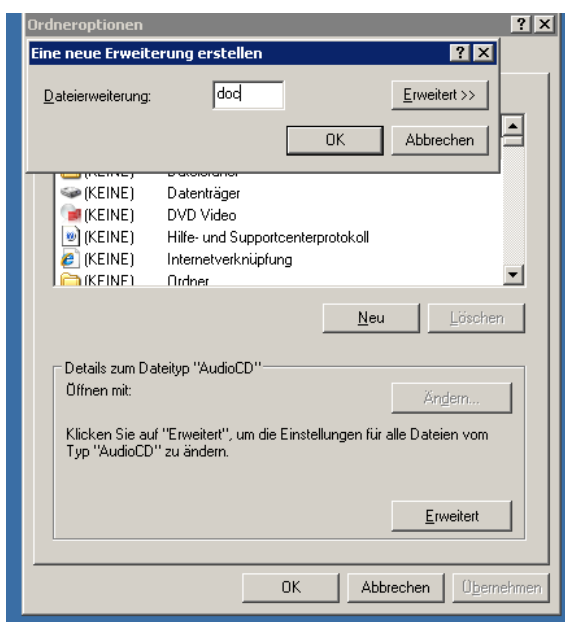 Ordneroptionen
Eine neue Erweiterung erstellen
Dateierweiterung: doc Erweitert >>
OK Abbrechen
(KEINE) Dateiordner
(KEINE) Datenträger
(KEINE) DVD Video
(KEINE) Hilfe- und Supportcenterprotokoll
(KEINE) Internetverknüpfung
(KEINE) Ordner
Neu Löschen
Details zum Dateityp "AudioCD"
Öffnen mit: Ändern...
Klicken Sie auf "Erweitert", um die Einstellungen für alle Dateien vom
Typ "AudioCD" zu ändern.
Erweitert
OK Abbrechen Übernehmen